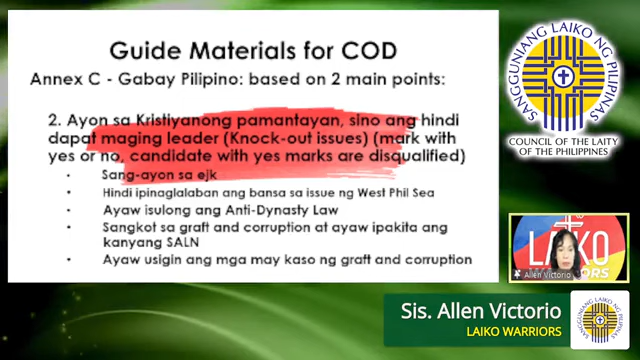 Guide Materials for COD
Annex C - Gabay Pilipino: based on 2 main points:
2. Ayon sa Kristiyanong pamantayan, sino ang hindi
dapat maging leader (Knock-out issues) (mark with
yes or no, candidate with yes marks are disqualified)
• Sang-ayon sa ejk
• Hindi ipinaglalaban ang bansa sa issue ng West Phil Sea
• Ayaw isulong ang Anti-Dynasty Law
• Sangkot sa graft and corruption at ayaw ipakita ang
kanyang SALN
• Ayaw usigin ang mga may kaso ng graft and corruption
SANGGUNIANG LAIKO NG PILIPINAS
COUNCIL OF THE LAITY
OF THE PHILIPPINES
LAIKO
Allen Victorio
Sis. Allen Victorio
LAIKO WARRIORS